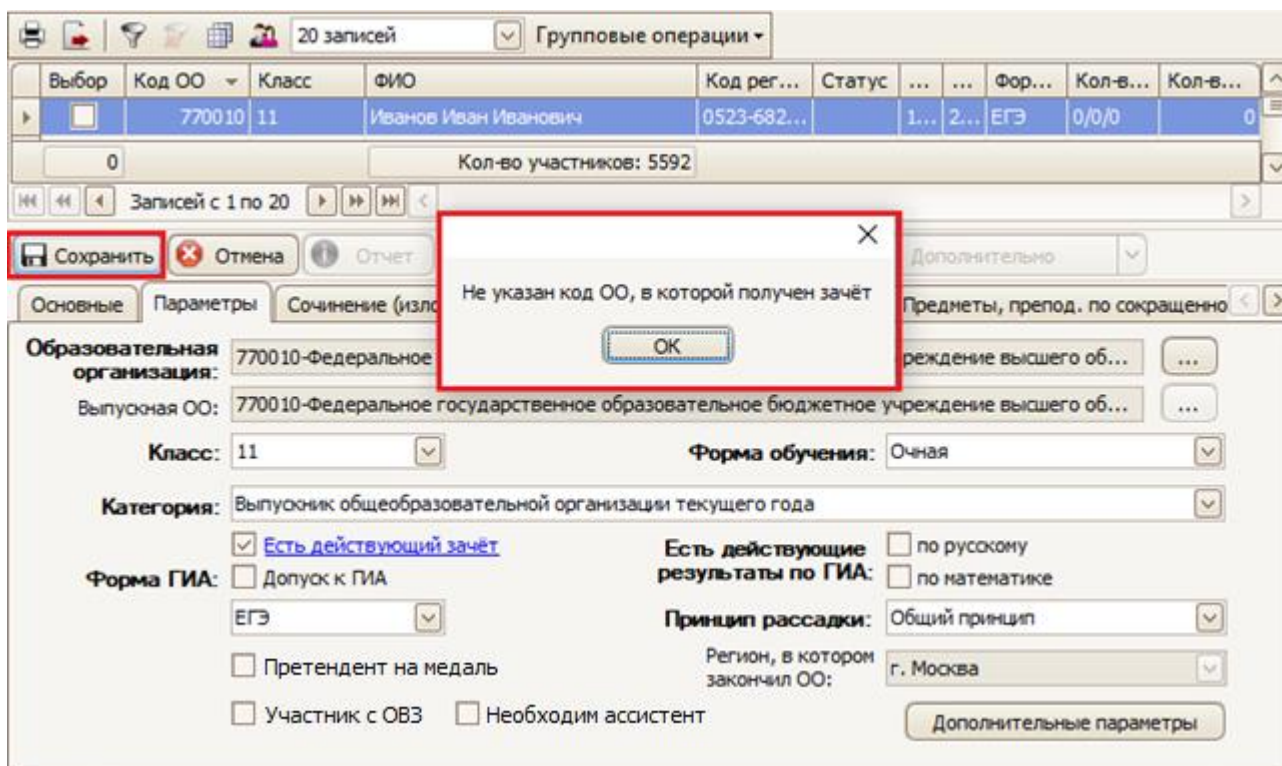 20 записей Групповые операции
Выбор Код ОО Класс ФИО Код рег... Статус ... ... Фор... Кол-в... Кол-в...
770010 11 Иванов Иван Иванович 0523-682... 1... 2... ЕГЭ 0/0/0 0
0 Кол-во участников: 5592
Записей с 1 по 20
Сохранить Отмена Отчет Дополнительно
Не указан код ОО, в которой получен зачёт
ОК
Основные Параметры Сочинение (изло Предметы, препод. по сокращенно
Образовательная организация: 770010-Федеральное реждение высшего об... ...
Выпускная ОО: 770010-Федеральное государственное образовательное бюджетное учреждение высшего об... ...
Класс: 11 Форма обучения: Очная
Категория: Выпускник общеобразовательной организации текущего года
Есть действующий зачёт Есть действующие результаты по ГИА: по русскому
Форма ГИА: Допуск к ГИА по математике
ЕГЭ Принцип рассадки: Общий принцип
Претендент на медаль Регион, в котором закончил ОО: г. Москва
Участник с ОВЗ Необходим ассистент Дополнительные параметры